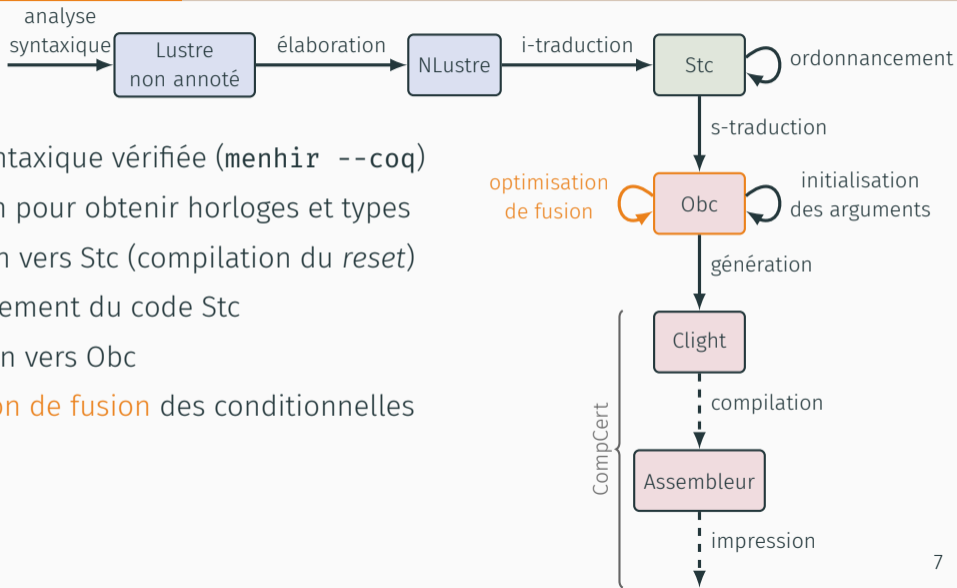 analyse
syntaxique
Lustre
non annoté
élaboration
NLustre
i-traduction
Stc
ordonnancement
s-traduction
ntaxique vérifiée (menhir --coq)
n pour obtenir horloges et types
n vers Stc (compilation du reset)
ement du code Stc
n vers Obc
on de fusion des conditionnelles
optimisation
de fusion
Obc
initialisation
des arguments
génération
Clight
compilation
CompCert
Assembleur
impression
7